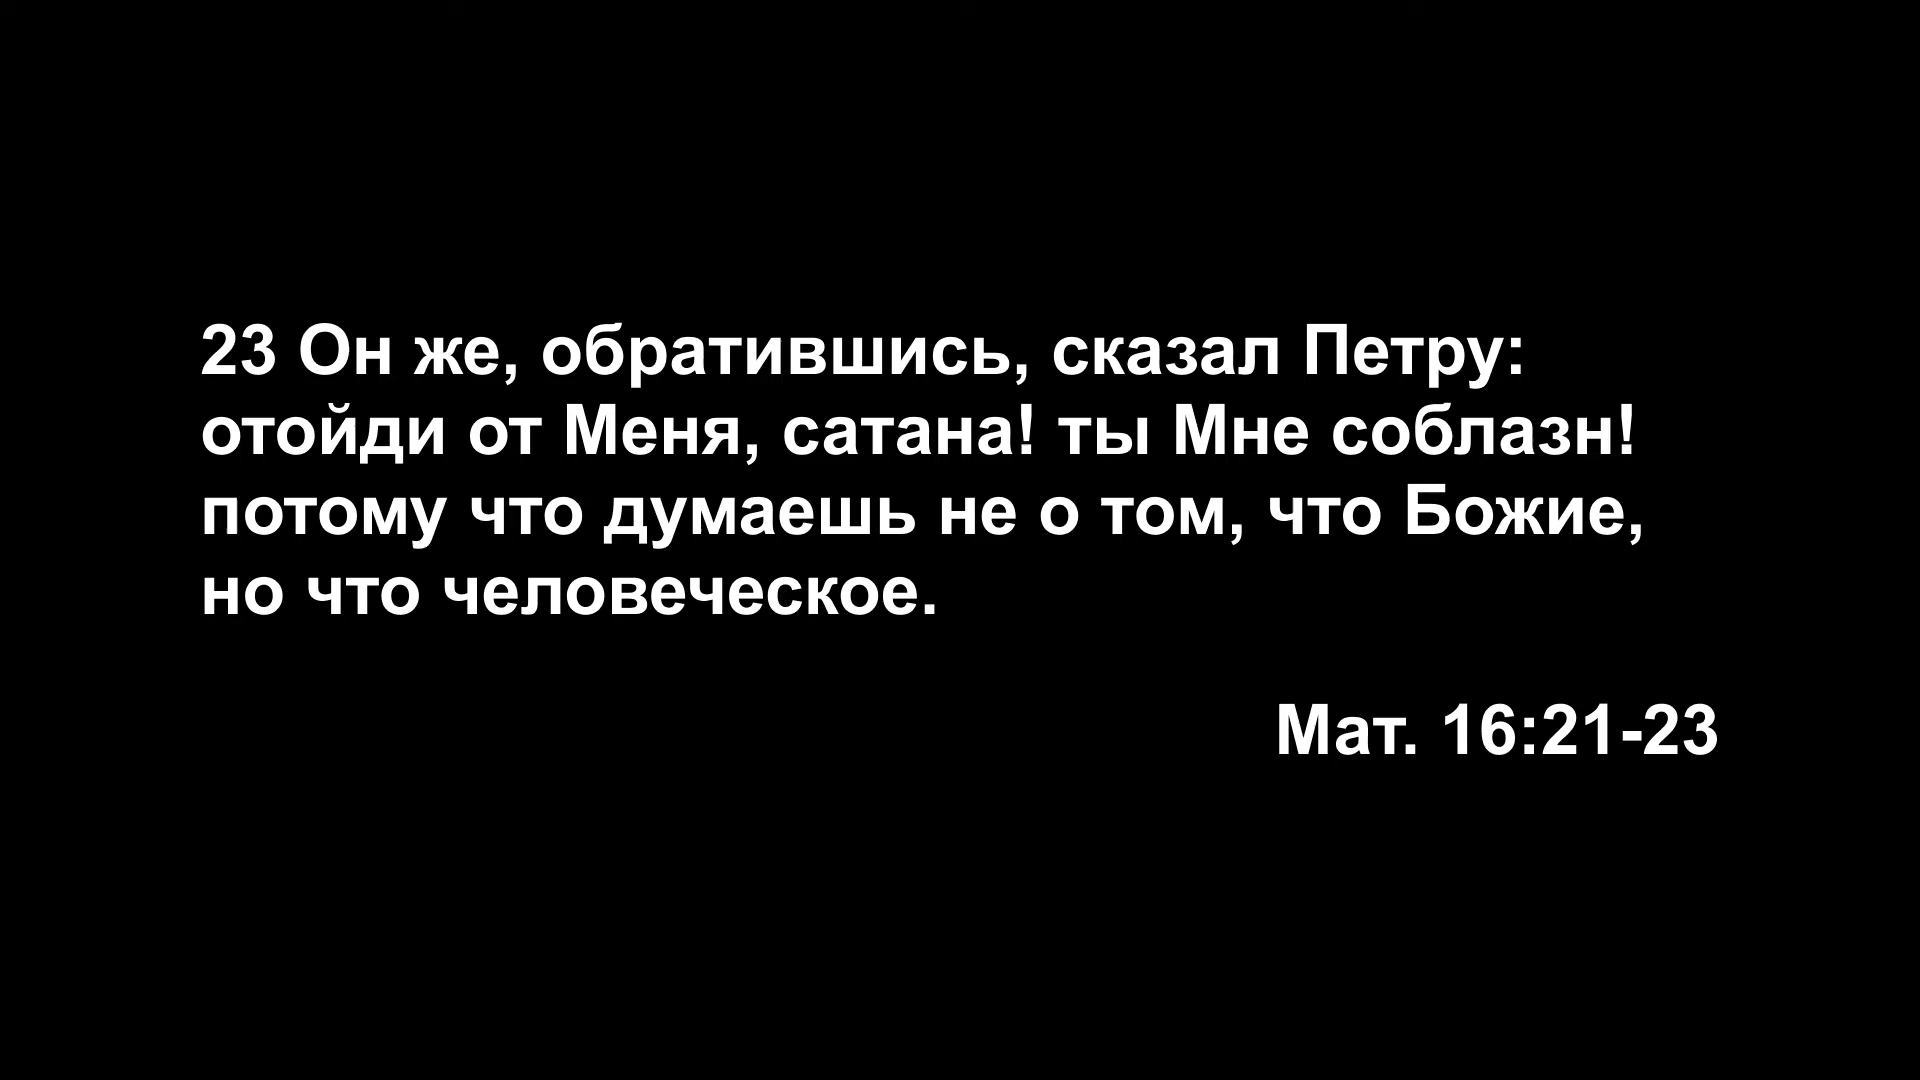 23 Он же, обратившись, сказал Петру:
отойди от Меня, сатана! ты Мне соблазн!
потому что думаешь не о том, что Божие,
но что человеческое.
Мат. 16:21-23